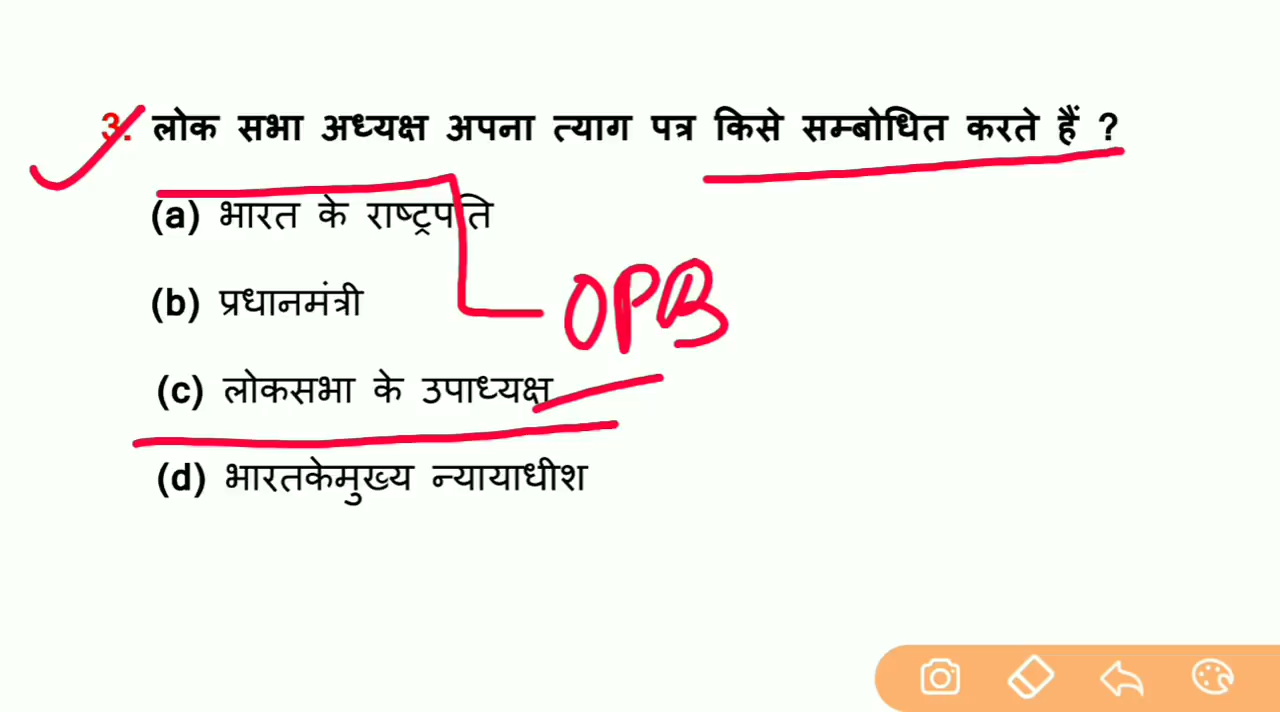 3. लोक सभा अध्यक्ष अपना त्याग पत्र किसे सम्बोधित करते हैं ?
(a) भारत के राष्ट्रपति
(b) प्रधानमंत्री
OPB
(c) लोकसभा के उपाध्यक्ष
(d) भारतकेमुख्य न्यायाधीश